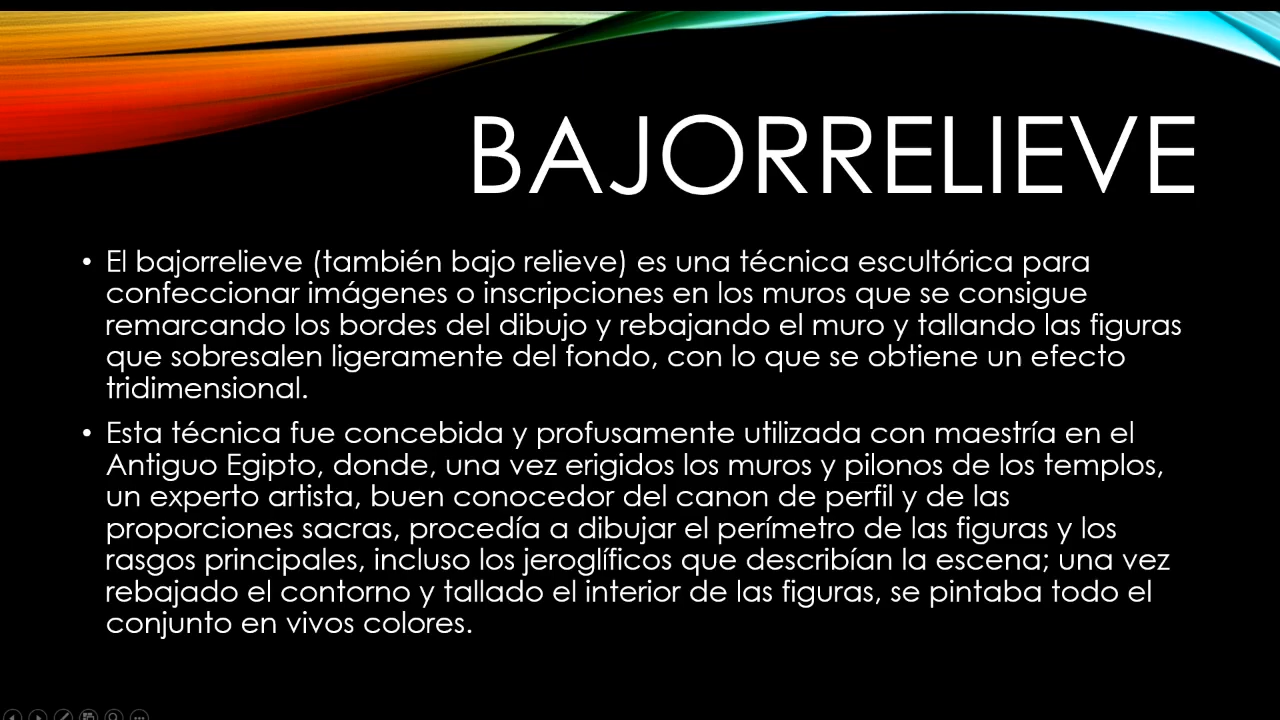 BAJORRELIEVE
• El bajorrelieve (también bajo relieve) es una técnica escultórica para
confeccionar imágenes o inscripciones en los muros que se consigue
remarcando los bordes del dibujo y rebajando el muro y tallando las figuras
que sobresalen ligeramente del fondo, con lo que se obtiene un efecto
tridimensional.
• Esta técnica fue concebida y profusamente utilizada con maestría en el
Antiguo Egipto, donde, una vez erigidos los muros y pilonos de los templos,
un experto artista, buen conocedor del canon de perfil y de las
proporciones sacras, procedía a dibujar el perímetro de las figuras y los
rasgos principales, incluso los jeroglíficos que describían la escena; una vez
rebajado el contorno y tallado el interior de las figuras, se pintaba todo el
conjunto en vivos colores.